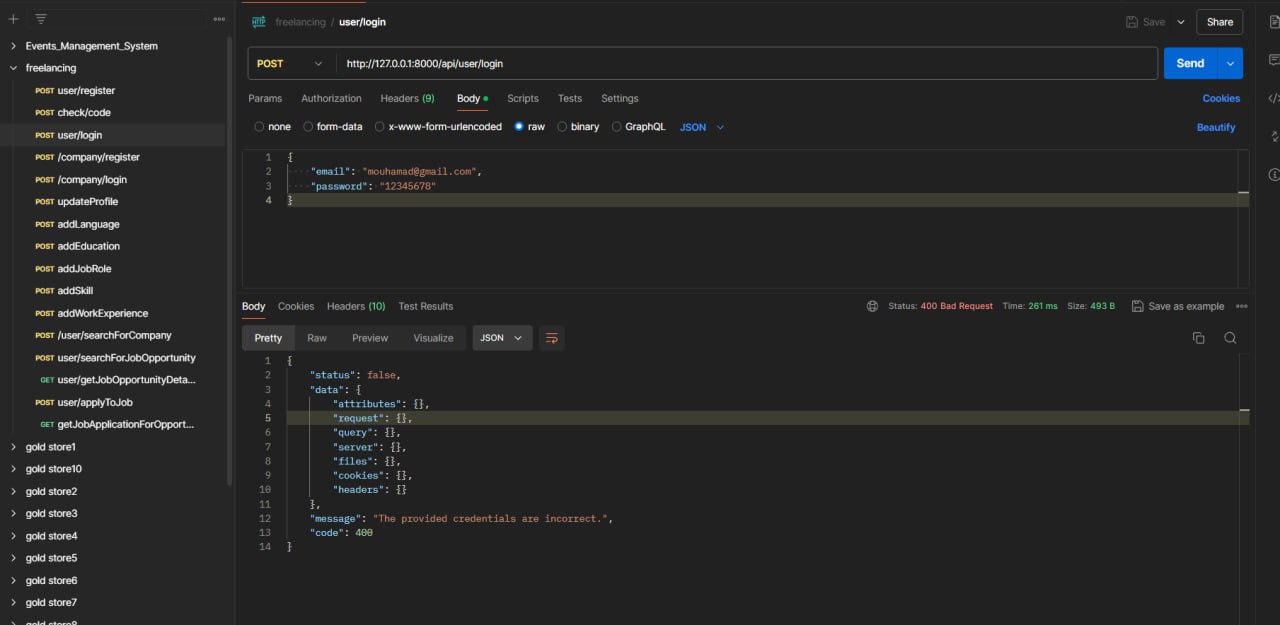 freelancing / user/login
Save
Share
Events_Management_System
freelancing
POST user/register
POST check/code
POST user/login
POST /company/register
POST /company/login
POST updateProfile
POST addLanguage
POST addEducation
POST addJobRole
POST addSkill
POST addWorkExperience
POST /user/searchForCompany
POST user/searchForJobOpportunity
GET user/getJobOpportunityDeta...
POST user/applyToJob
GET getJobApplicationForOpport...
gold store1
gold store10
gold store2
gold store3
gold store4
gold store5
gold store6
gold store7
gold store8
POST http://127.0.0.1:8000/api/user/login Send
Params Authorization Headers (9) Body Scripts Tests Settings Cookies
none form-data x-www-form-urlencoded raw binary GraphQL JSON Beautify
1 {
2 "email": "mouhamad@gmail.com",
3 "password": "12345678"
4 }
Body Cookies Headers (10) Test Results Status: 400 Bad Request Time: 261 ms Size: 493 B Save as example
Pretty Raw Preview Visualize JSON
1 {
2 "status": false,
3 "data": {
4 "attributes": {},
5 "request": {},
6 "query": {},
7 "server": {},
8 "files": {},
9 "cookies": {},
10 "headers": {}
11 },
12 "message": "The provided credentials are incorrect.",
13 "code": 400
14 }